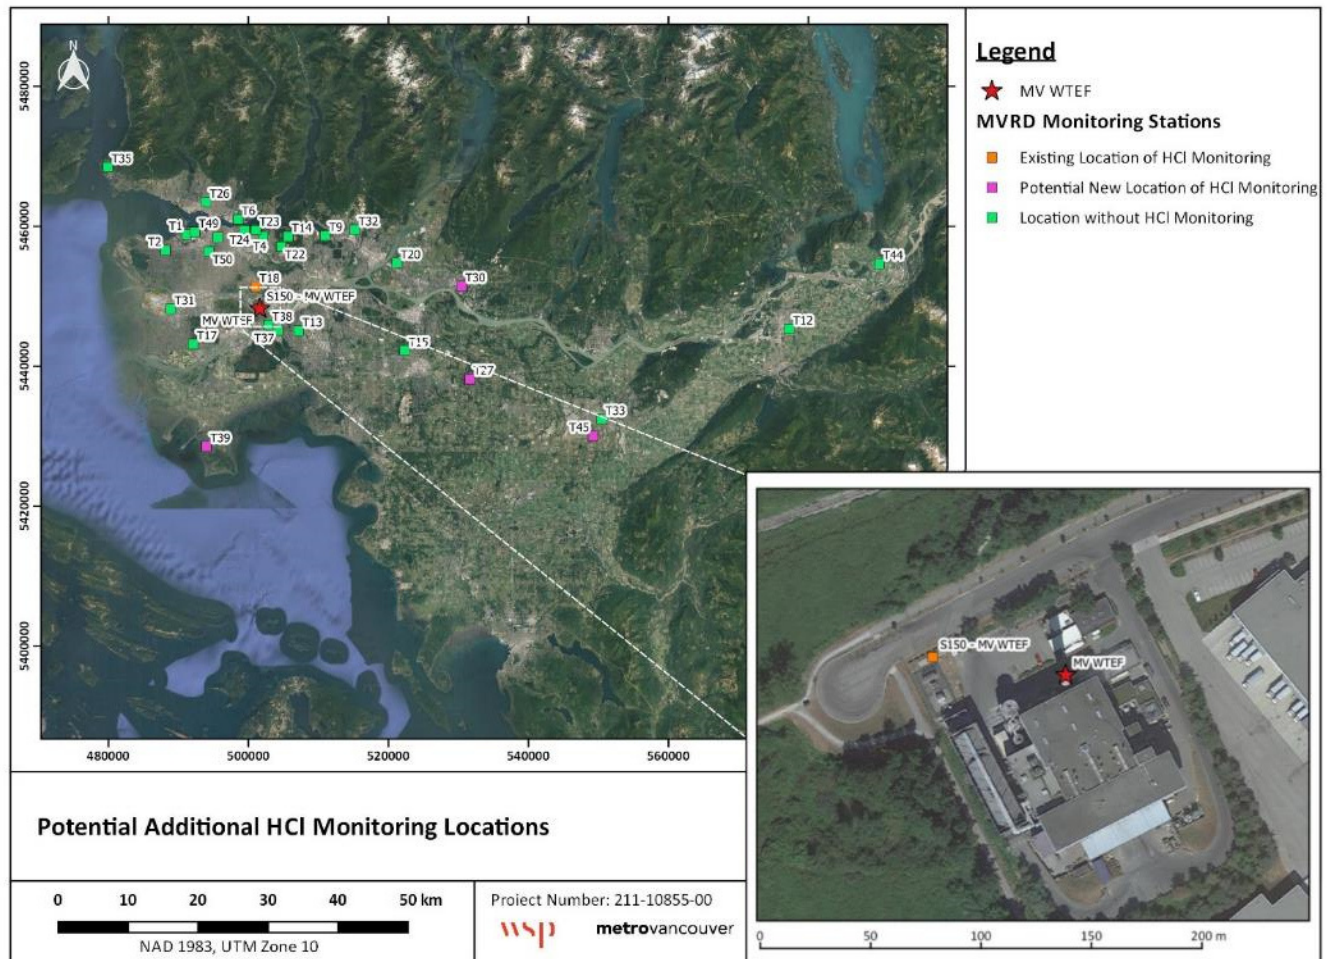 N
5480000
5460000
5440000
5420000
5400000
480000
500000
520000
540000
560000
T35
T26
T6
T1
T49
T23
T14
T9
T32
T2
T24
T4
T22
T50
T20
T44
T18
T30
S150 - MV WTEF
T31
MV WTEF
T38
T13
T12
T17
T37
T15
T27
T33
T45
T39
Legend
MV WTEF
MVRD Monitoring Stations
Existing Location of HCl Monitoring
Potential New Location of HCl Monitoring
Location without HCl Monitoring
S150 - MV WTEF
MV WTEF
0 50 100 150 200 m
Potential Additional HCl Monitoring Locations
0 10 20 30 40 50 km
NAD 1983, UTM Zone 10
Project Number: 211-10855-00
wsp metrovancouver